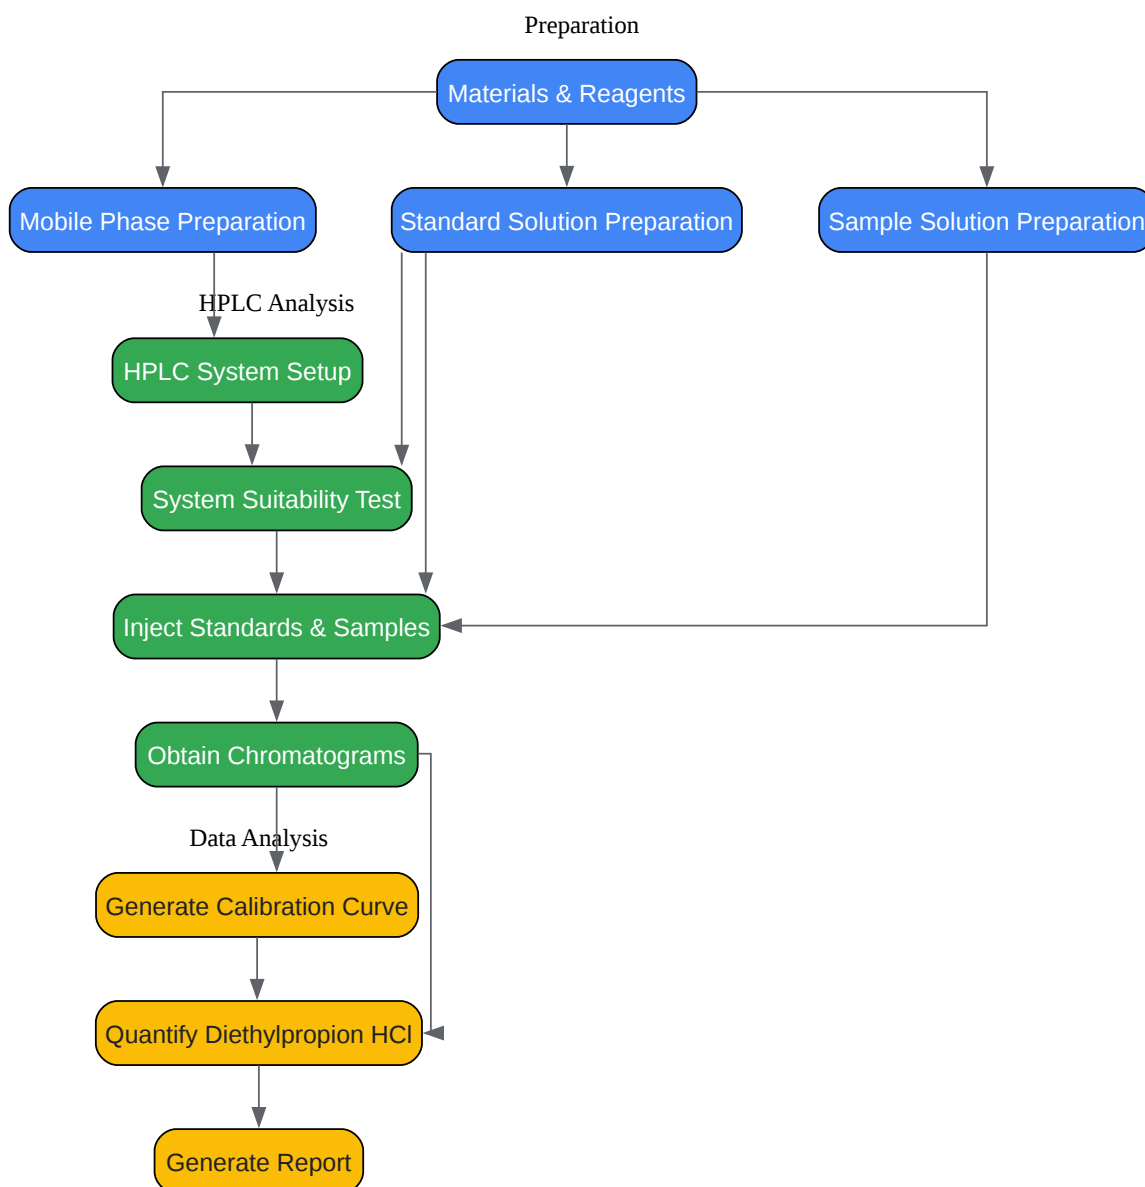 Preparation
Materials & Reagents
Mobile Phase Preparation
Standard Solution Preparation
Sample Solution Preparation
HPLC Analysis
HPLC System Setup
System Suitability Test
Inject Standards & Samples
Obtain Chromatograms
Data Analysis
Generate Calibration Curve
Quantify Diethylpropion HCl
Generate Report